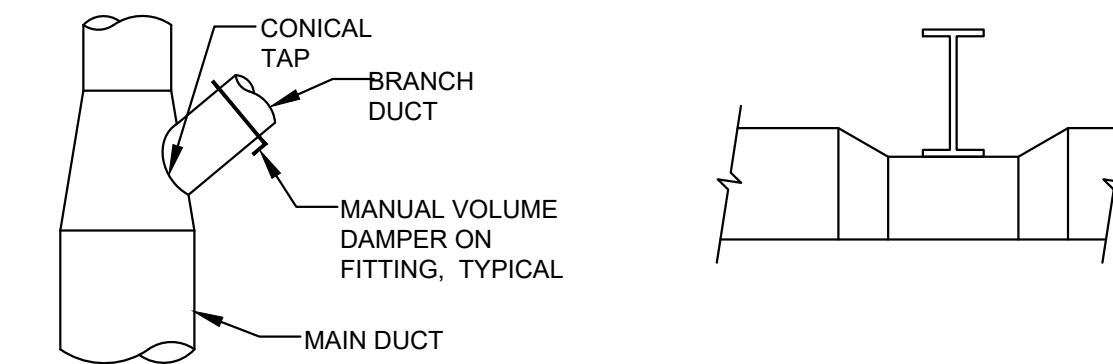 CONICAL
TAP
BRANCH
DUCT
MANUAL VOLUME
DAMPER ON
FITTING, TYPICAL
MAIN DUCT